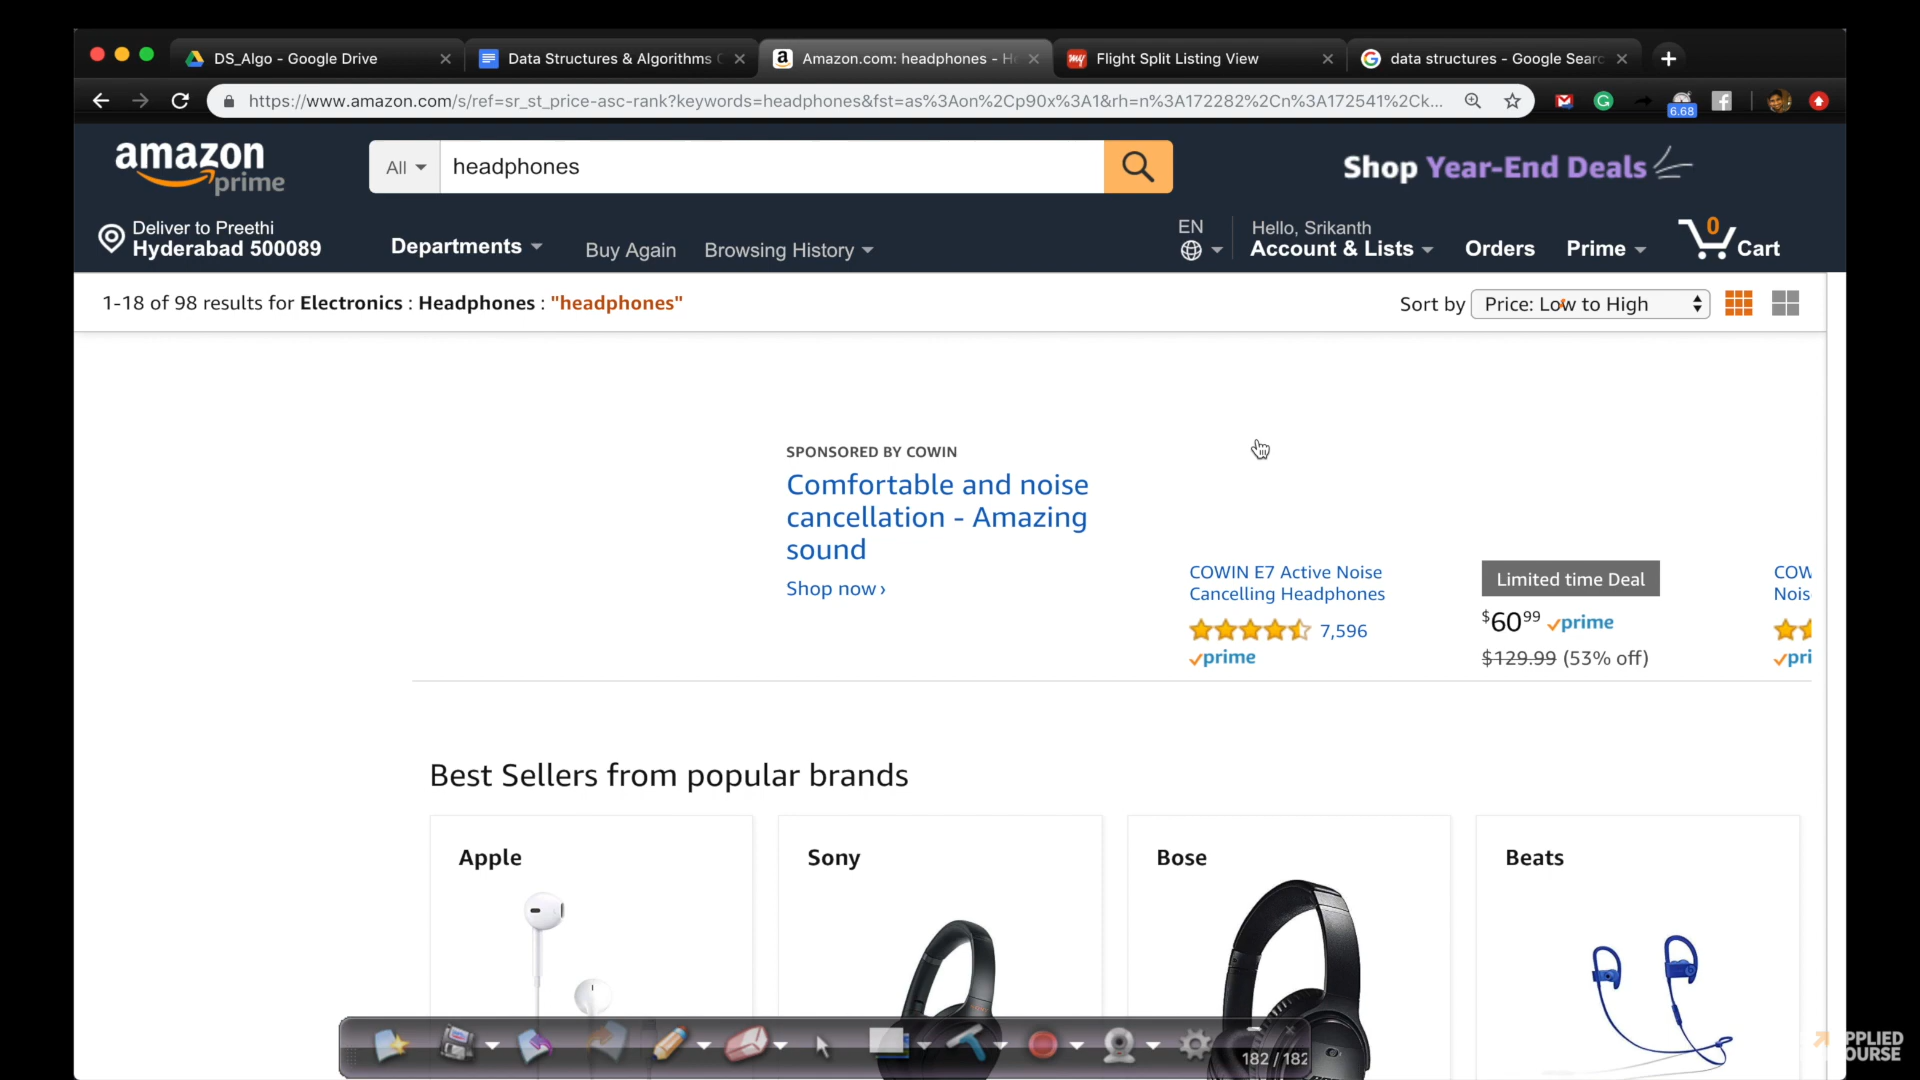 DS_Algo - Google Drive
Data Structures & Algorithms
Amazon.com: headphones - H
my
Flight Split Listing View
data structures - Google Searc
https://www.amazon.com/s/ref=sr_st_price-asc-rank?keywords=headphones&fst=as%3Aon%2Cp90x%3A1&rh=n%3A172282%2Cn%3A172541%2Ck...
6.68
amazon
prime
All
headphones
Shop Year-End Deals
Deliver to Preethi
Hyderabad 500089
Departments
Buy Again
Browsing History
EN
Hello, Srikanth
Account & Lists
Orders
Prime
0
Cart
1-18 of 98 results for Electronics : Headphones : "headphones"
Sort by
Price: Low to High
SPONSORED BY COWIN
Comfortable and noise
cancellation - Amazing
sound
Shop now ›
COWIN E7 Active Noise
Cancelling Headphones
7,596
prime
Limited time Deal
$60.99 prime
$129.99 (53% off)
COW
Nois
pri
Best Sellers from popular brands
Apple
Sony
Bose
Beats
182 / 182
PPLIED
OURSE